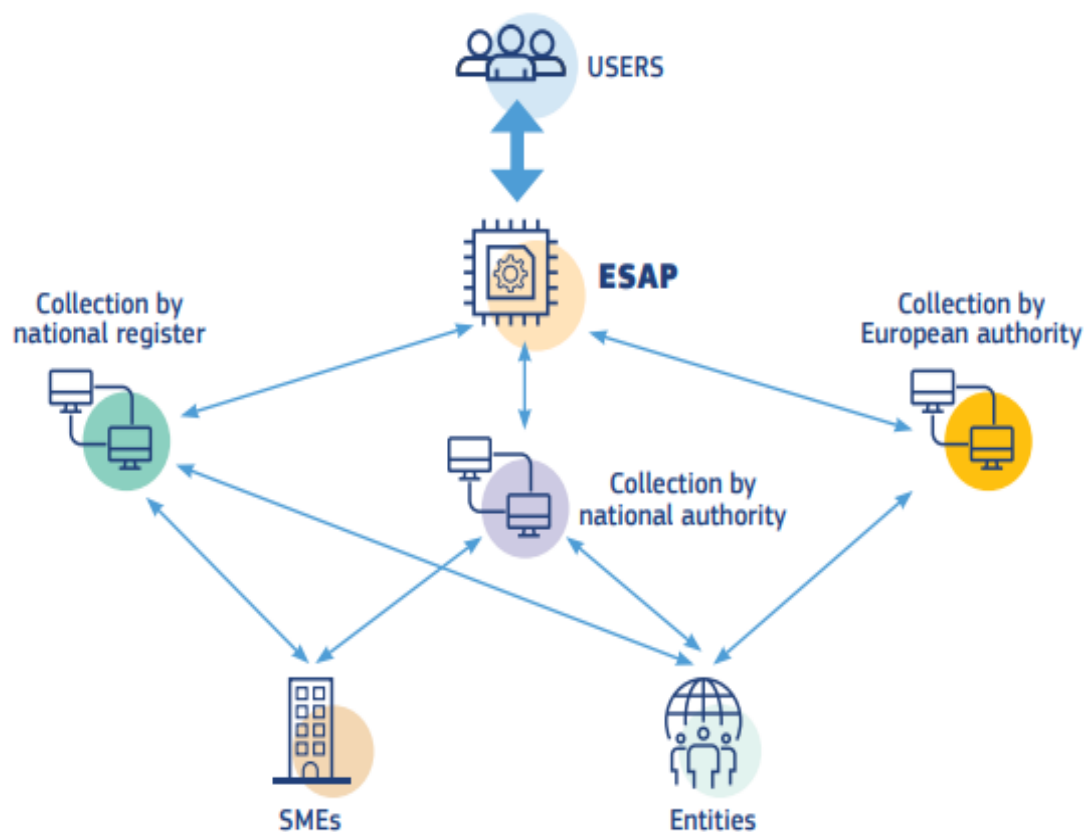 USERS
ESAP
Collection by
national register
Collection by
European authority
Collection by
national authority
SMEs
Entities